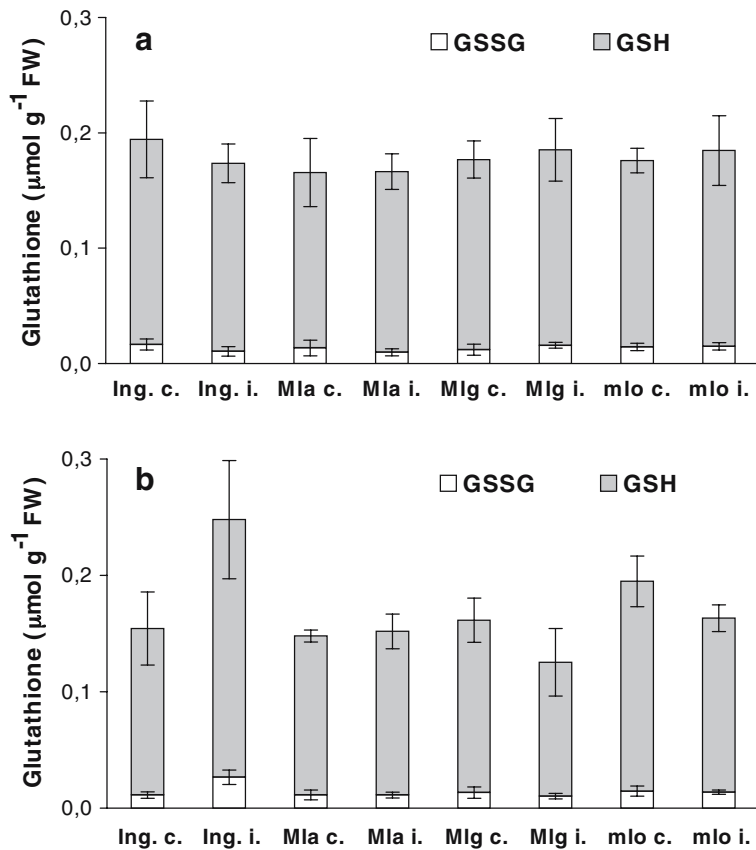 a
GSSG GSH
Glutathione (μmol g⁻¹ FW)
0,3
0,2
0,1
0,0
Ing. c. Ing. i. Mla c. Mla i. Mlg c. Mlg i. mlo c. mlo i.
b
GSSG GSH
Glutathione (μmol g⁻¹ FW)
0,3
0,2
0,1
0,0
Ing. c. Ing. i. Mla c. Mla i. Mlg c. Mlg i. mlo c. mlo i.